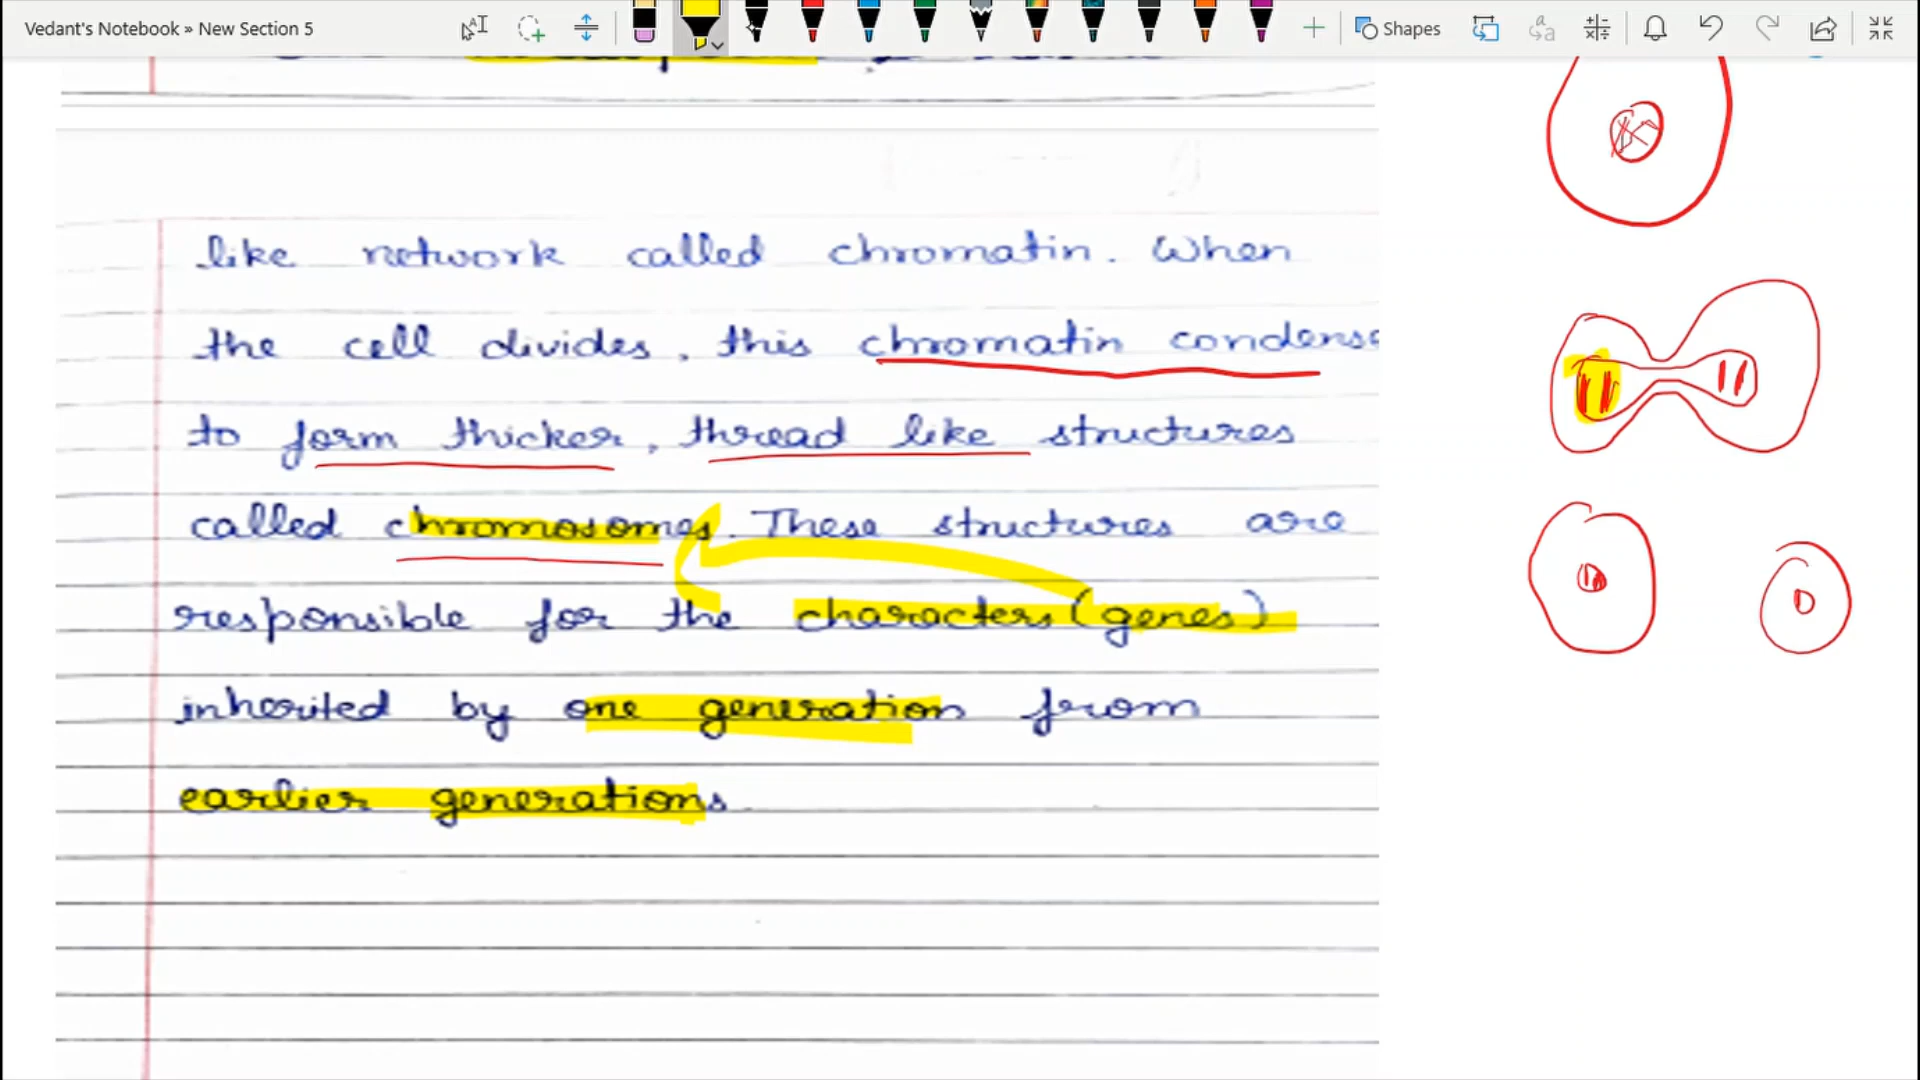 Vedant's Notebook » New Section 5
Shapes
like network called chromatin. When
the cell divides, this chromatin condense
to form thicker, thread like structures
called chromosomes. These structures are
responsible for the characters (genes)
inherited by one generation from
earlier generations